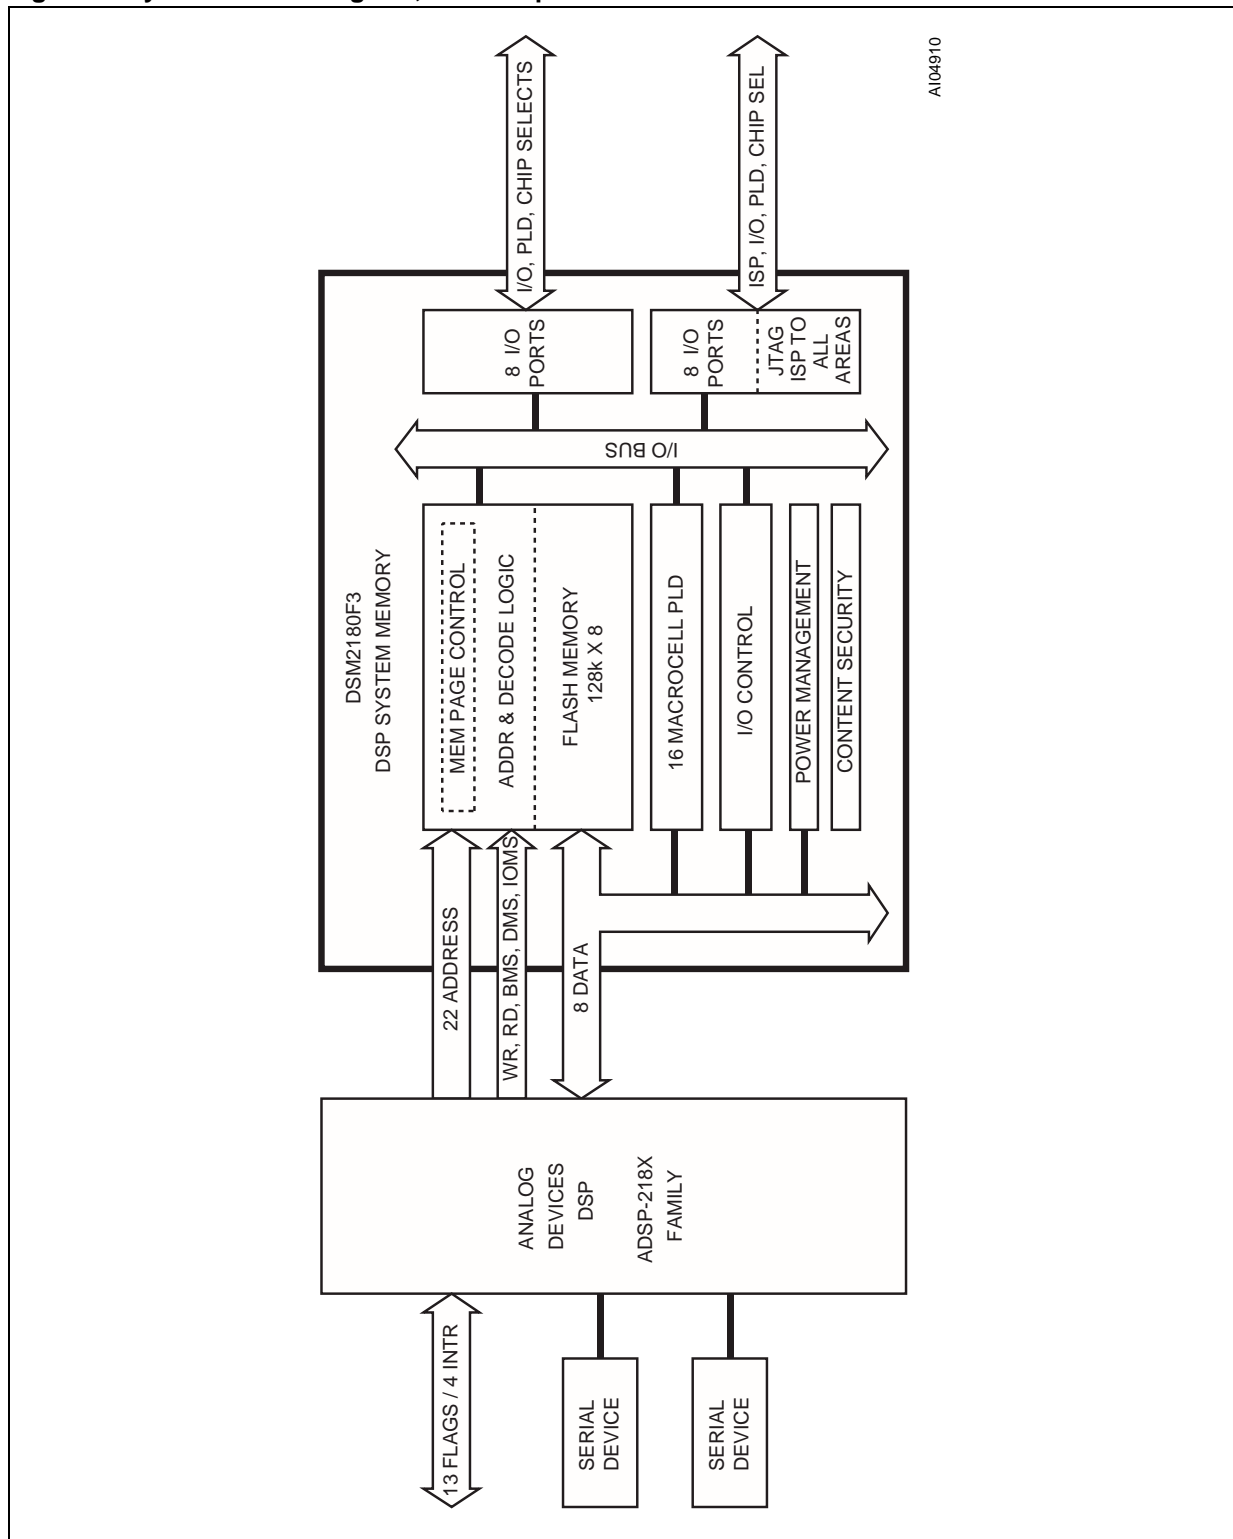 AI04910
I/O, PLD, CHIP SELECTS
ISP, I/O, PLD, CHIP SEL
8 I/O
PORTS
8 I/O
PORTS
JTAG
ISP TO
ALL
AREAS
I/O BUS
DSM2180F3
DSP SYSTEM MEMORY
MEM PAGE CONTROL
ADDR & DECODE LOGIC
FLASH MEMORY
128k X 8
16 MACROCELL PLD
I/O CONTROL
POWER MANAGEMENT
CONTENT SECURITY
22 ADDRESS
WR, RD, BMS, DMS, IOMS
8 DATA
ANALOG
DEVICES
DSP
ADSP-218X
FAMILY
13 FLAGS / 4 INTR
SERIAL
DEVICE
SERIAL
DEVICE